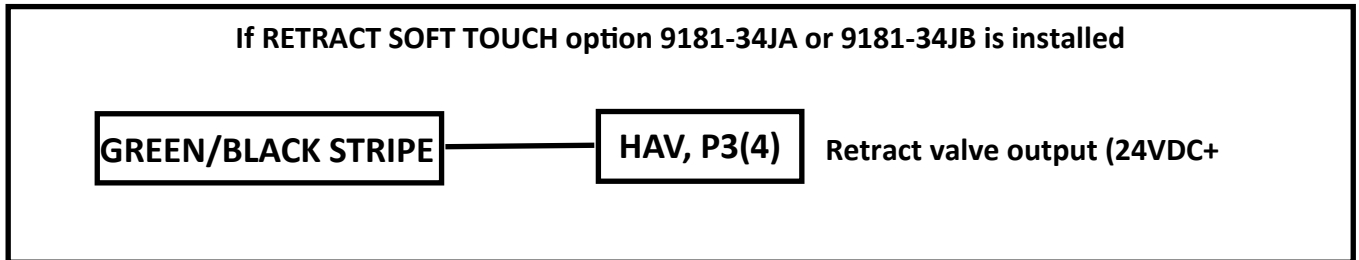 If RETRACT SOFT TOUCH option 9181-34JA or 9181-34JB is installed
GREEN/BLACK STRIPE HAV, P3(4) Retract valve output (24VDC+